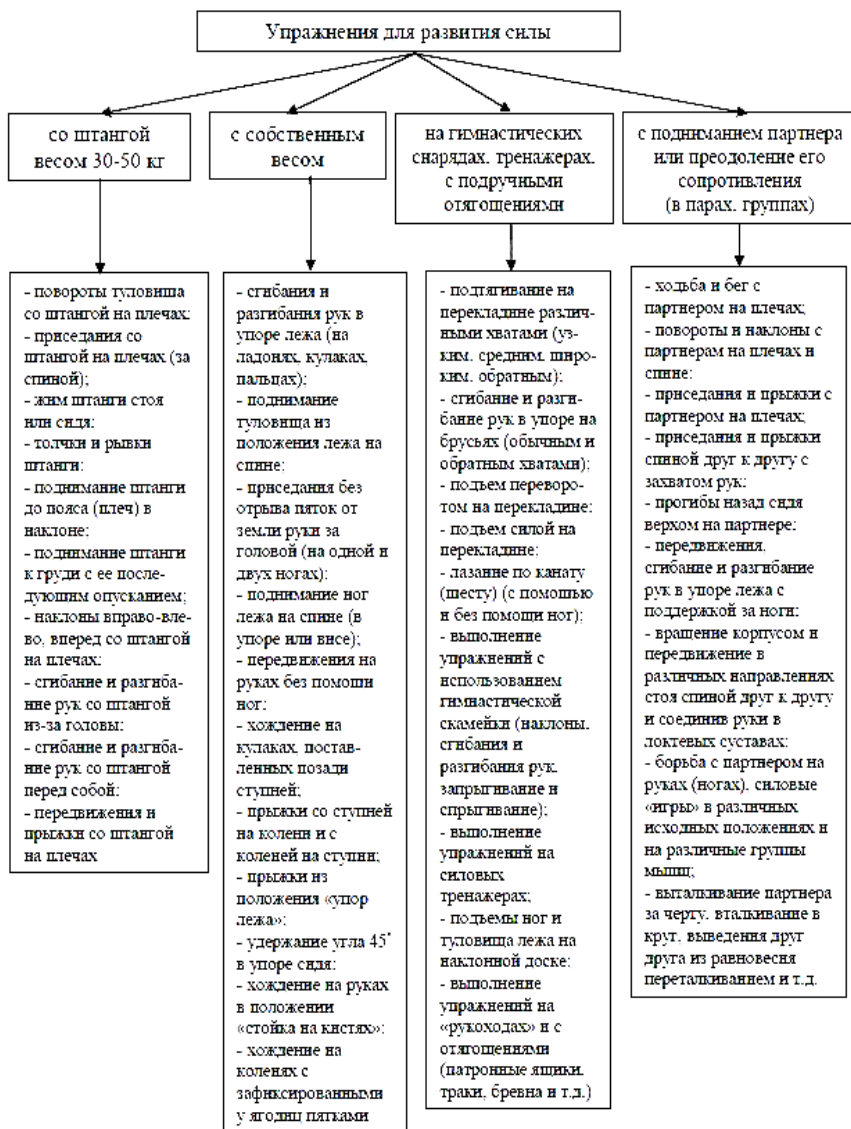 Упражнения для развития силы
со штангой
весом 30-50 кг
с собственным
весом
на гимнастических
снарядах. тренажерах.
с подручными
отягощениями
с подниманием партнера
или преодоление его
сопротивления
(в парах. группах)
- повороты туловища
со штангой на плечах:
- приседания со
штангой на плечах (за
спиной);
- жим штанги стоя
или сидя:
- толчки и рывки
штанги:
- поднимание штанги
до пояса (плеч) в
наклоне:
- поднимание штанги
к груди с ее после-
дующим опусканием;
- наклоны вправо-вле-
во, вперед со штангой
на плечах:
- сгибание и разгиба-
ние рук со штангой
из-за головы:
- сгибание и разгиба-
ние рук со штангой
перед собой:
- передвижения и
прыжки со штангой
на плечах
- сгибания и
разгибания рук в
упоре лежа (на
ладонях, кулаках,
пальцах):
- поднимание
туловища из
положения лежа на
спине:
- приседания без
отрыва пяток от
земли руки за
головой (на одной и
двух ногах):
- поднимание ног
лежа на спине (в
упоре или висе);
- передвижения на
руках без помощи
ног:
- хождение на
кулаках, постав-
ленных позади
ступней;
- прыжки со ступней
на колени и с
коленей на ступни;
- прыжки из
положения «упор
лежа»:
- удержание угла 45°
в упоре сидя:
- хождение на руках
в положении
«стойка на кистях»:
- хождение на
коленях с
зафиксированными
у ягодиц пятками
- подтягивание на
перекладине различ-
ными хватами (уз-
ким. средним. широ-
ким. обратным):
- сгибание и разги-
бание рук в упоре на
брусьях (обычным и
обратным хватами):
- подъем переворо-
том на перекладине:
- подъем силой на
перекладине:
- лазание по канату
(шесту) (с помощью
и без помощи ног);
- выполнение
упражнений с
использованием
гимнастической
скамейки (наклоны.
сгибания и
разгибания рук.
запрыгивание и
спрыгивание);
- выполнение
упражнений на
силовых
тренажерах;
- подъемы ног и
туловища лежа на
наклонной доске:
- выполнение
упражнений на
«рукоходах» и с
отягощениями
(патронные ящики.
траки, бревна и т.д.)
- ходьба и бег с
партнером на плечах;
- повороты и наклоны с
партнерам на плечах и
спине:
- приседания и прыжки с
партнером на плечах;
- приседания и прыжки
спиной друг к другу с
захватом рук:
- прогибы назад сидя
верхом на партнере:
- передвижения.
сгибание и разгибание
рук в упоре лежа с
поддержкой за ноги:
- вращение корпусом и
передвижение в
различных направлениях
стоя спиной друг к другу
и соединив руки в
локтевых суставах:
- борьба с партнером на
руках (ногах). силовые
«игры» в различных
исходных положениях и
на различные группы
мышц;
- выталкивание партнера
за черту. вталкивание в
круг, выведения друг
друга из равновесия
переталкиванием и т.д.